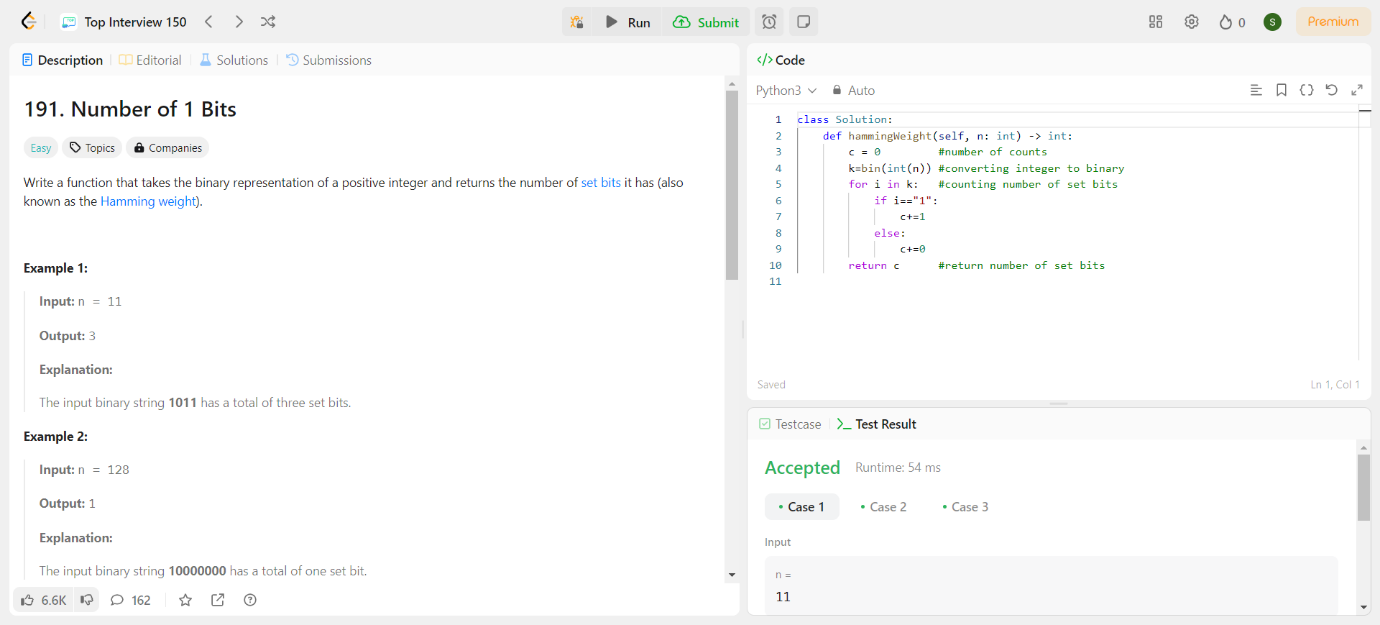 Top Interview 150
Run
Submit
0
S
Premium
Description
Editorial
Solutions
Submissions
191. Number of 1 Bits
Easy
Topics
Companies
Write a function that takes the binary representation of a positive integer and returns the number of set bits it has (also
known as the Hamming weight).
Example 1:
Input: n = 11
Output: 3
Explanation:
The input binary string 1011 has a total of three set bits.
Example 2:
Input: n = 128
Output: 1
Explanation:
The input binary string 10000000 has a total of one set bit.
6.6K
162
</> Code
Python3
Auto
1 class Solution:
2     def hammingWeight(self, n: int) -> int:
3         c = 0         #number of counts
4         k=bin(int(n)) #converting integer to binary
5         for i in k:   #counting number of set bits
6             if i=="1":
7                 c+=1
8             else:
9                 c+=0
10         return c      #return number of set bits
11
Saved
Ln 1, Col 1
Testcase
Test Result
Accepted Runtime: 54 ms
• Case 1
• Case 2
• Case 3
Input
n =
11